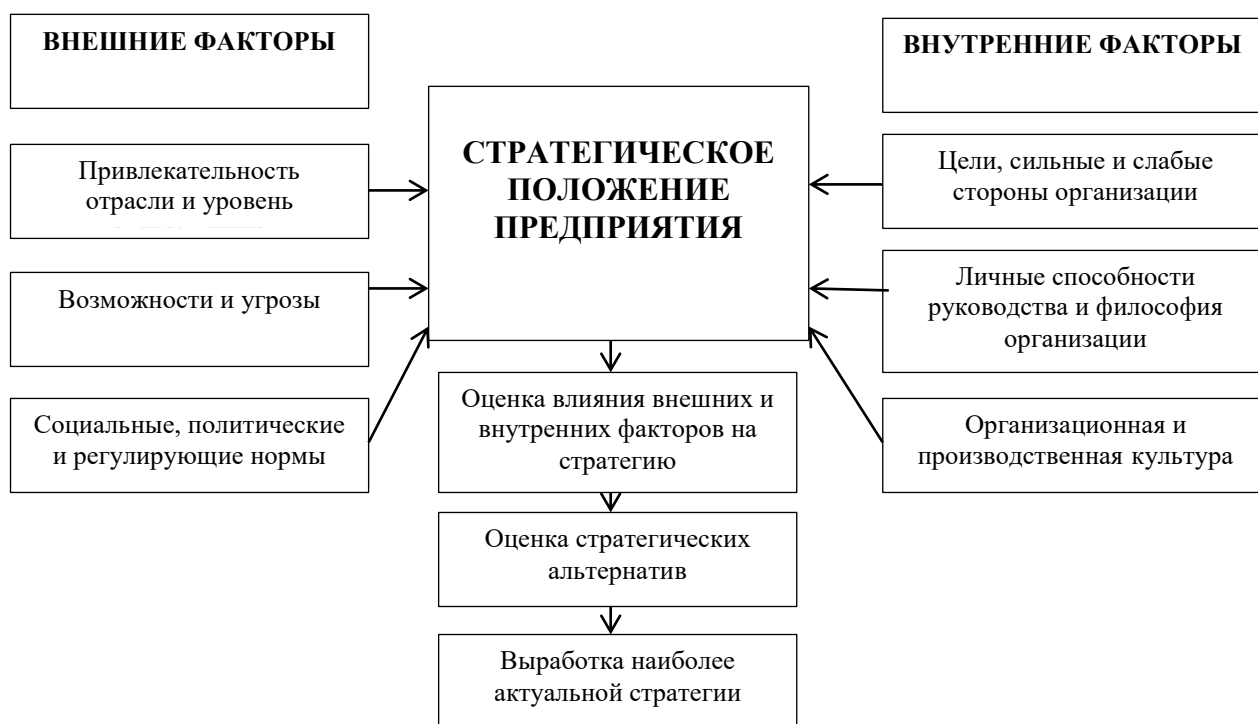 ВНЕШНИЕ ФАКТОРЫ
Привлекательность
отрасли и уровень
Возможности и угрозы
Социальные, политические
и регулирующие нормы
СТРАТЕГИЧЕСКОЕ
ПОЛОЖЕНИЕ
ПРЕДПРИЯТИЯ
Оценка влияния внешних и
внутренних факторов на
стратегию
Оценка стратегических
альтернатив
Выработка наиболее
актуальной стратегии
ВНУТРЕННИЕ ФАКТОРЫ
Цели, сильные и слабые
стороны организации
Личные способности
руководства и философия
организации
Организационная и
производственная культура